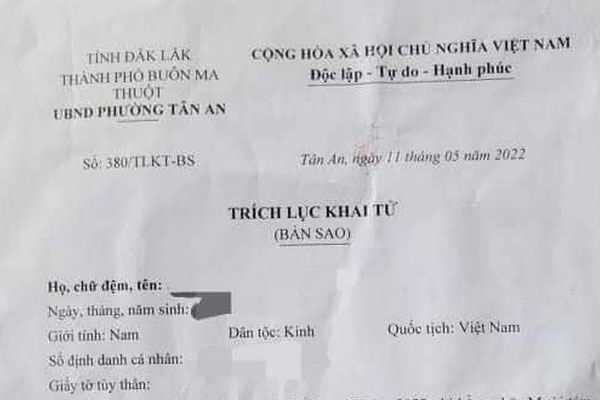 TỈNH ĐẮK LẮK
THÀNH PHỐ BUÔN MA
THUỘT
UBND PHƯỜNG TÂN AN
CỘNG HÒA XÃ HỘI CHỦ NGHĨA VIỆT NAM
Độc lập - Tự do - Hạnh phúc
Số: 380/TLKT-BS
Tân An, ngày 11 tháng 05 năm 2022
TRÍCH LỤC KHAI TỬ
(BẢN SAO)
Họ, chữ đệm, tên:
Ngày, tháng, năm sinh:
Giới tính: Nam Dân tộc: Kinh Quốc tịch: Việt Nam
Số định danh cá nhân:
Giấy tờ tùy thân: